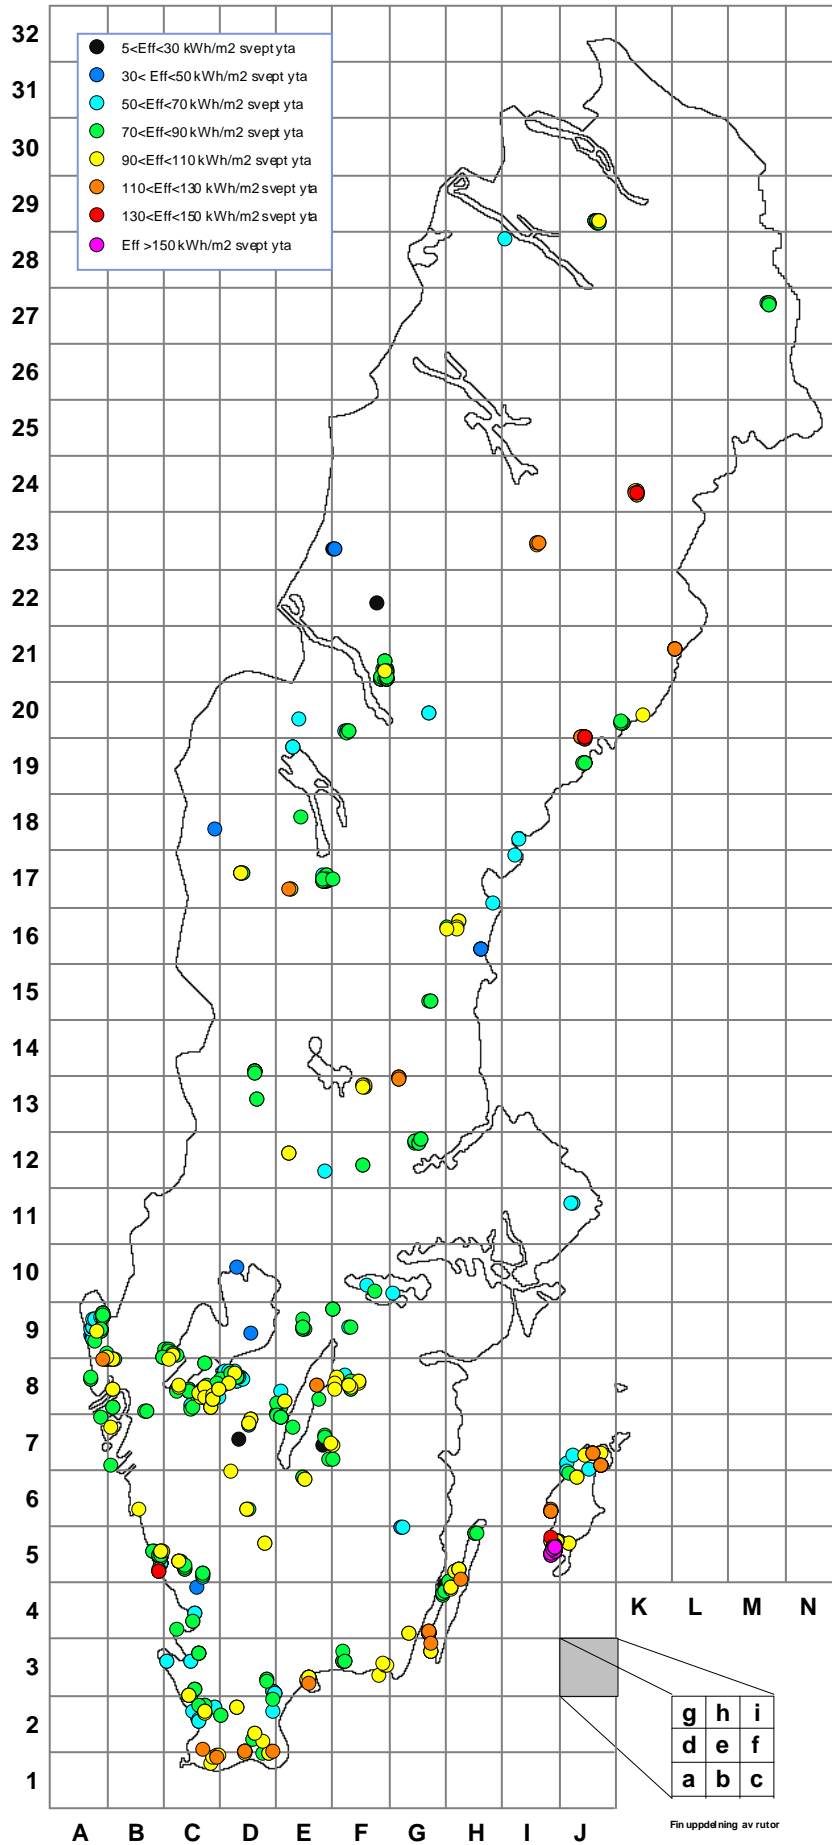 32
5<Eff<30 kWh/m2 svept yta
31
30< Eff<50 kWh/m2 svept yta
50<Eff<70 kWh/m2 svept yta
30
70<Eff<90 kWh/m2 svept yta
90<Eff<110 kWh/m2 svept yta
110<Eff<130 kWh/m2 svept yta
29
130<Eff<150 kWh/m2 svept yta
Eff >150 kWh/m2 svept yta
28
27
26
25
24
23
22
21
20
19
18
17
16
15
14
13
12
11
10
9
8
7
6
5
4
K L M N
3
g h i
2
d e f
a b c
1
Fin uppdelning av rutor
A B C D E F G H I J